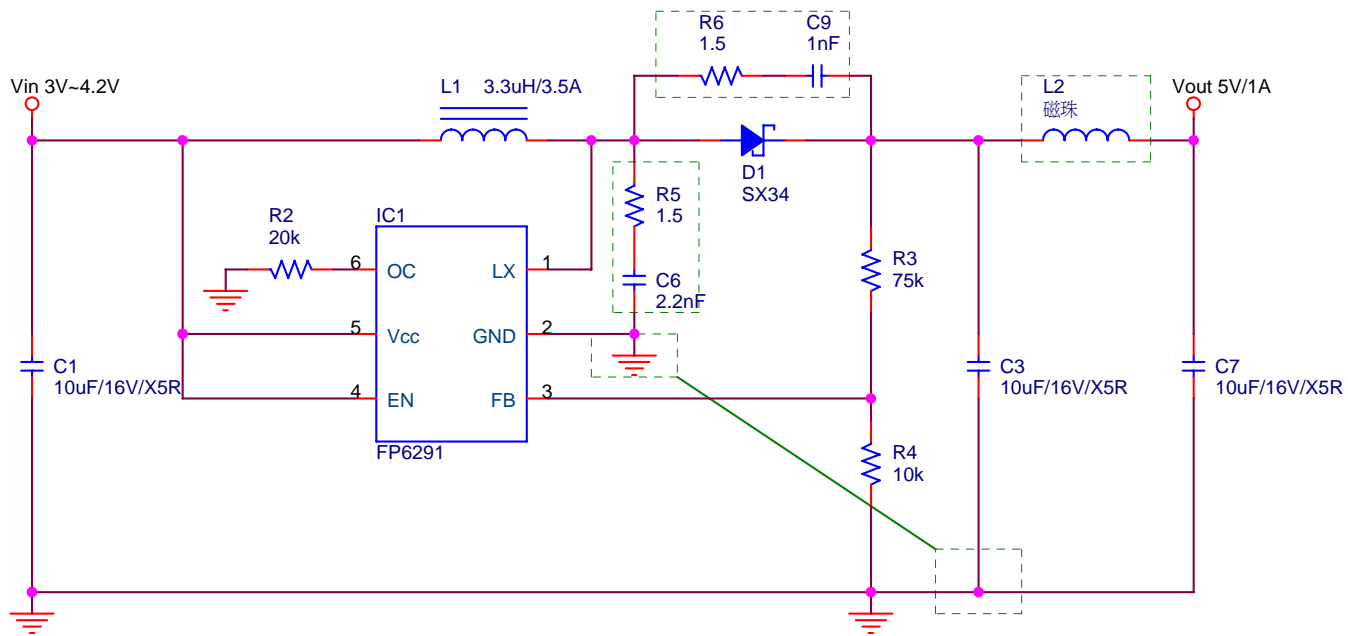 R6
1.5
C9
1nF
Vin 3V~4.2V
L1
3.3uH/3.5A
L2
磁珠
Vout 5V/1A
D1
SX34
R5
1.5
C6
2.2nF
R2
20k
IC1
6
OC
LX
1
5
Vcc
GND
2
4
EN
FB
3
FP6291
R3
75k
R4
10k
C1
10uF/16V/X5R
C3
10uF/16V/X5R
C7
10uF/16V/X5R